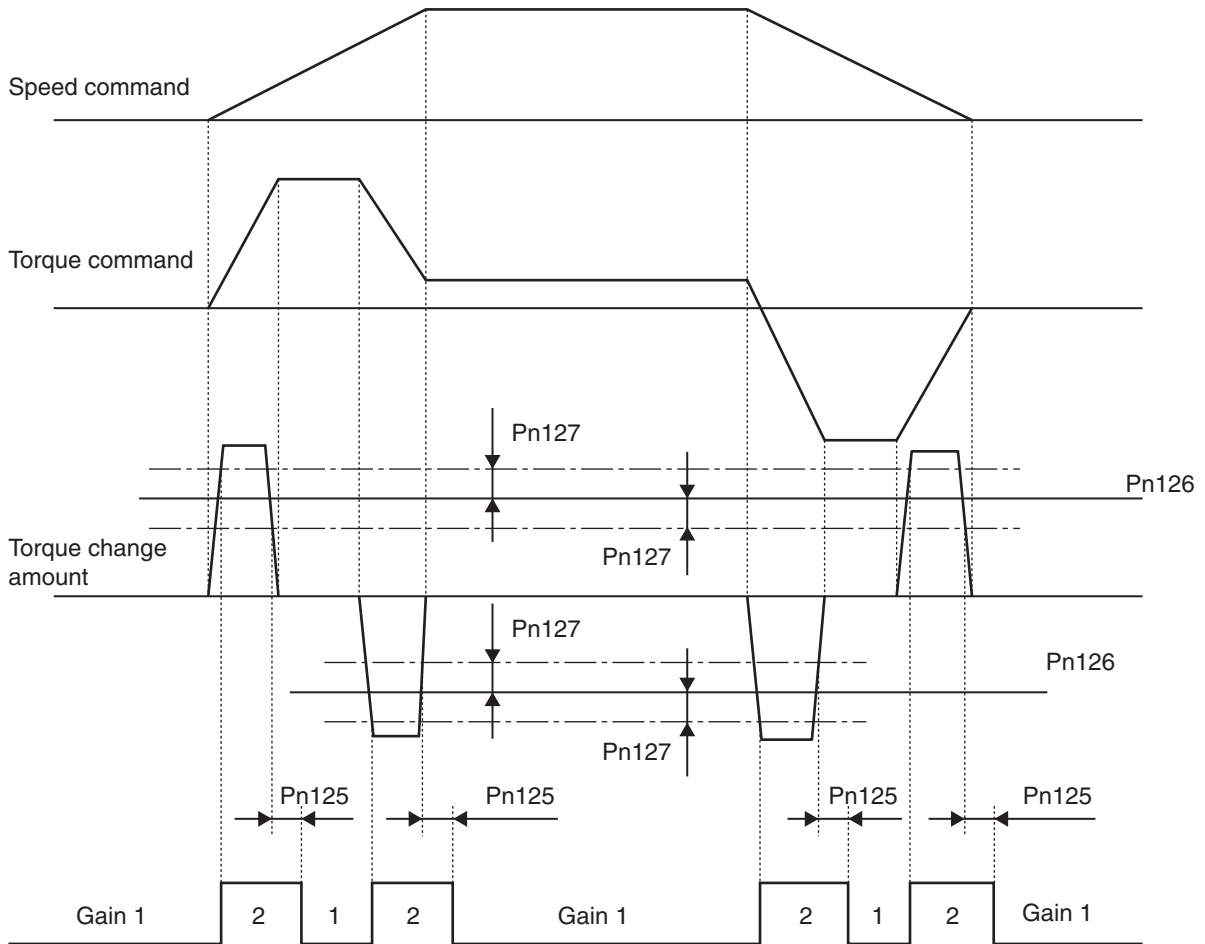 Speed command
Torque command
Pn127
Pn126
Pn127
Torque change
amount
Pn127
Pn126
Pn127
Pn125
Pn125
Pn125
Pn125
Gain 1
2
1
2
Gain 1
2
1
2
Gain 1